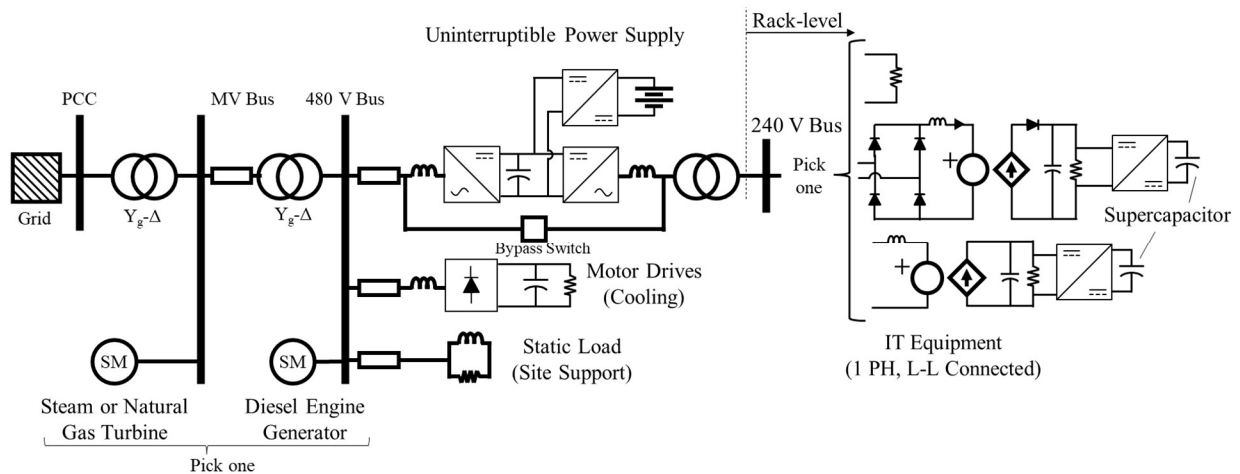 Rack-level
Uninterruptible Power Supply
PCC
MV Bus
480 V Bus
240 V Bus
Pick
one
Grid
Y_g-Δ
Y_g-Δ
Bypass Switch
Supercapacitor
Motor Drives
(Cooling)
SM
SM
Static Load
(Site Support)
IT Equipment
(1 PH, L-L Connected)
Steam or Natural
Gas Turbine
Diesel Engine
Generator
Pick one
+
+